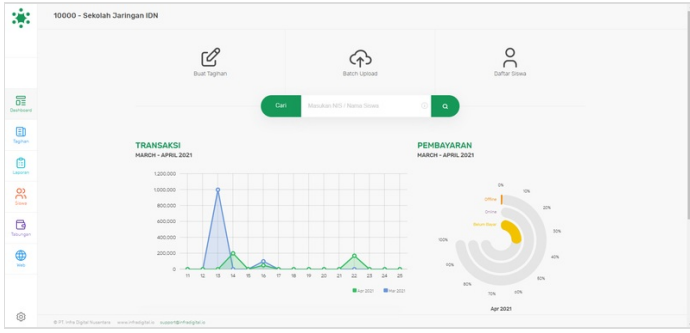 10000 - Sekolah Jaringan IDN
Buat Tagihan
Batch Upload
Daftar Siswa
Cari
Masukan NIS / Nama Siswa
Dashboard
Tagihan
Laporan
Siswa
Tabungan
Web
TRANSAKSI
MARCH - APRIL 2021
1.200.000
1.000.000
800.000
600.000
400.000
200.000
0
11 12 13 14 15 16 17 18 19 20 21 22 23 24 25
Apr 2021
Mar 2021
PEMBAYARAN
MARCH - APRIL 2021
Offline
Online
Belum Bayar
0%
10%
20%
30%
40%
50%
60%
70%
80%
90%
100%
Apr 2021
© PT. Infra Digital Nusantara www.infradigital.io support@infradigital.io